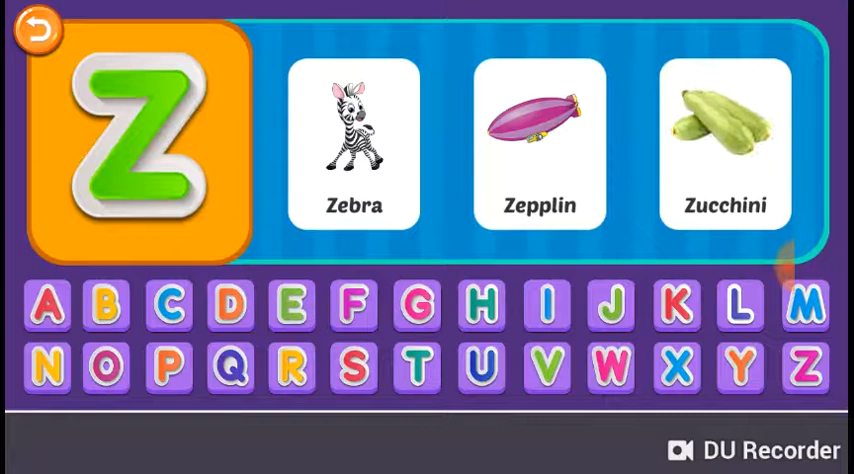 Z
Zebra Zepplin Zucchini
A B C D E F G H I J K L M
N O P Q R S T U V W X Y Z
DU Recorder